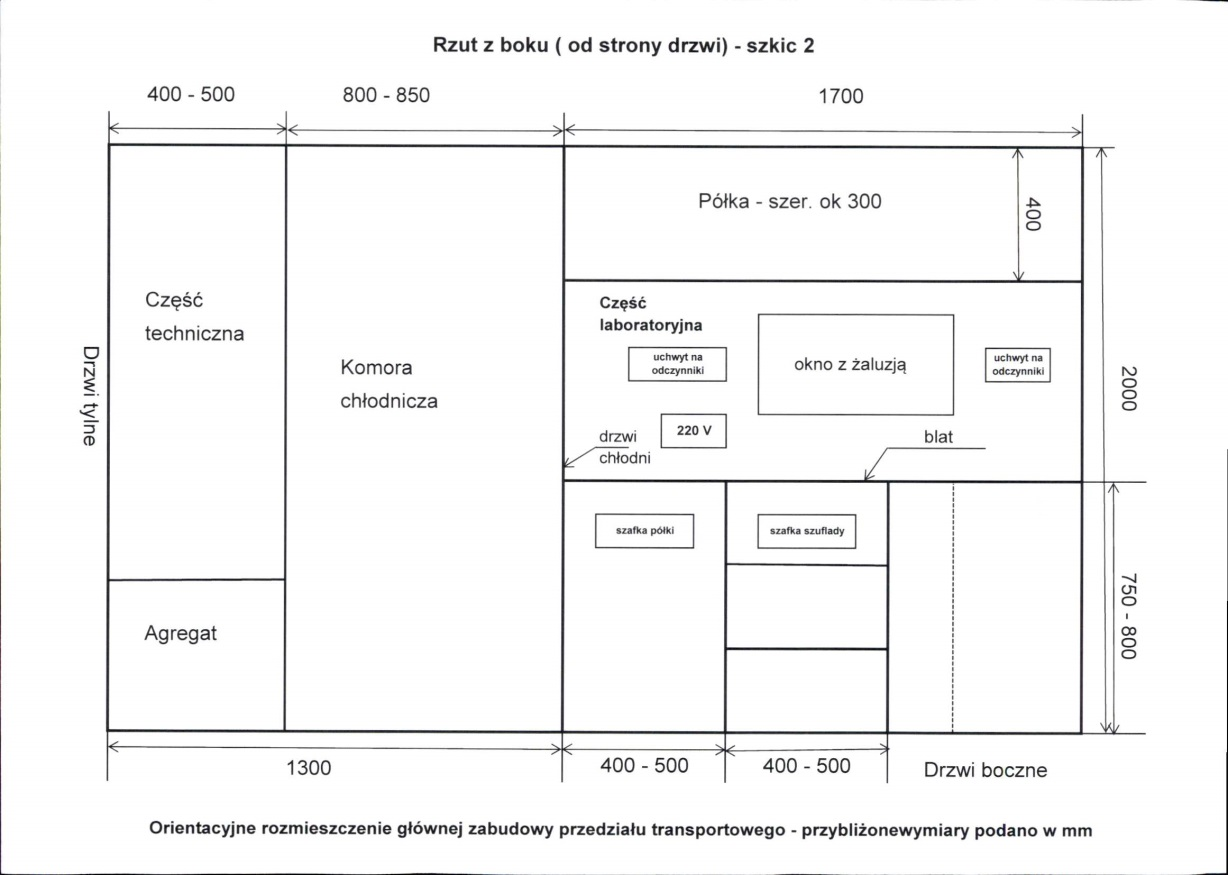 Rzut z boku ( od strony drzwi) - szkic 2
400 - 500
800 - 850
1700
Półka - szer. ok 300
400
Część
techniczna
Część
laboratoryjna
uchwyt na
odczynniki
okno z żaluzją
uchwyt na
odczynniki
Drzwi tylne
Komora
chłodnicza
2000
220 V
drzwi
chłodni
blat
szafka półki
szafka szuflady
Agregat
750 - 800
1300
400 - 500
400 - 500
Drzwi boczne
Orientacyjne rozmieszczenie głównej zabudowy przedziału transportowego - przybliżonewymiary podano w mm